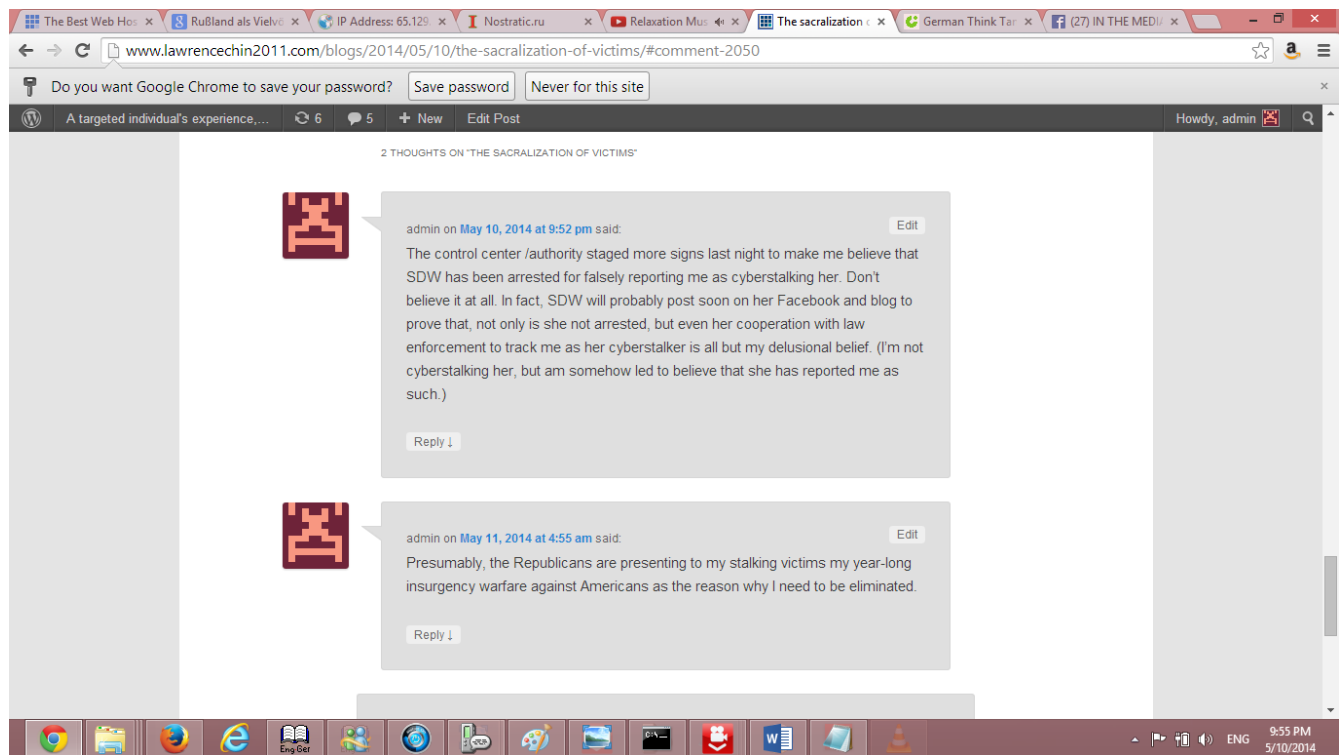 The Best Web Hos
Rußland als Vielvö
IP Address: 65.129.
Nostratic.ru
Relaxation Mus
The sacralization o
German Think Tan
(27) IN THE MEDI
www.lawrencechin2011.com/blogs/2014/05/10/the-sacralization-of-victims/#comment-2050
Do you want Google Chrome to save your password? Save password Never for this site
A targeted individual's experience,... 6 5 + New Edit Post Howdy, admin
2 THOUGHTS ON "THE SACRALIZATION OF VICTIMS"
admin on May 10, 2014 at 9:52 pm said: Edit
The control center /authority staged more signs last night to make me believe that
SDW has been arrested for falsely reporting me as cyberstalking her. Don't
believe it at all. In fact, SDW will probably post soon on her Facebook and blog to
prove that, not only is she not arrested, but even her cooperation with law
enforcement to track me as her cyberstalker is all but my delusional belief. (I'm not
cyberstalking her, but am somehow led to believe that she has reported me as
such.)
Reply ↓
admin on May 11, 2014 at 4:55 am said: Edit
Presumably, the Republicans are presenting to my stalking victims my year-long
insurgency warfare against Americans as the reason why I need to be eliminated.
Reply ↓
Eng Ger
ENG
9:55 PM
5/10/2014